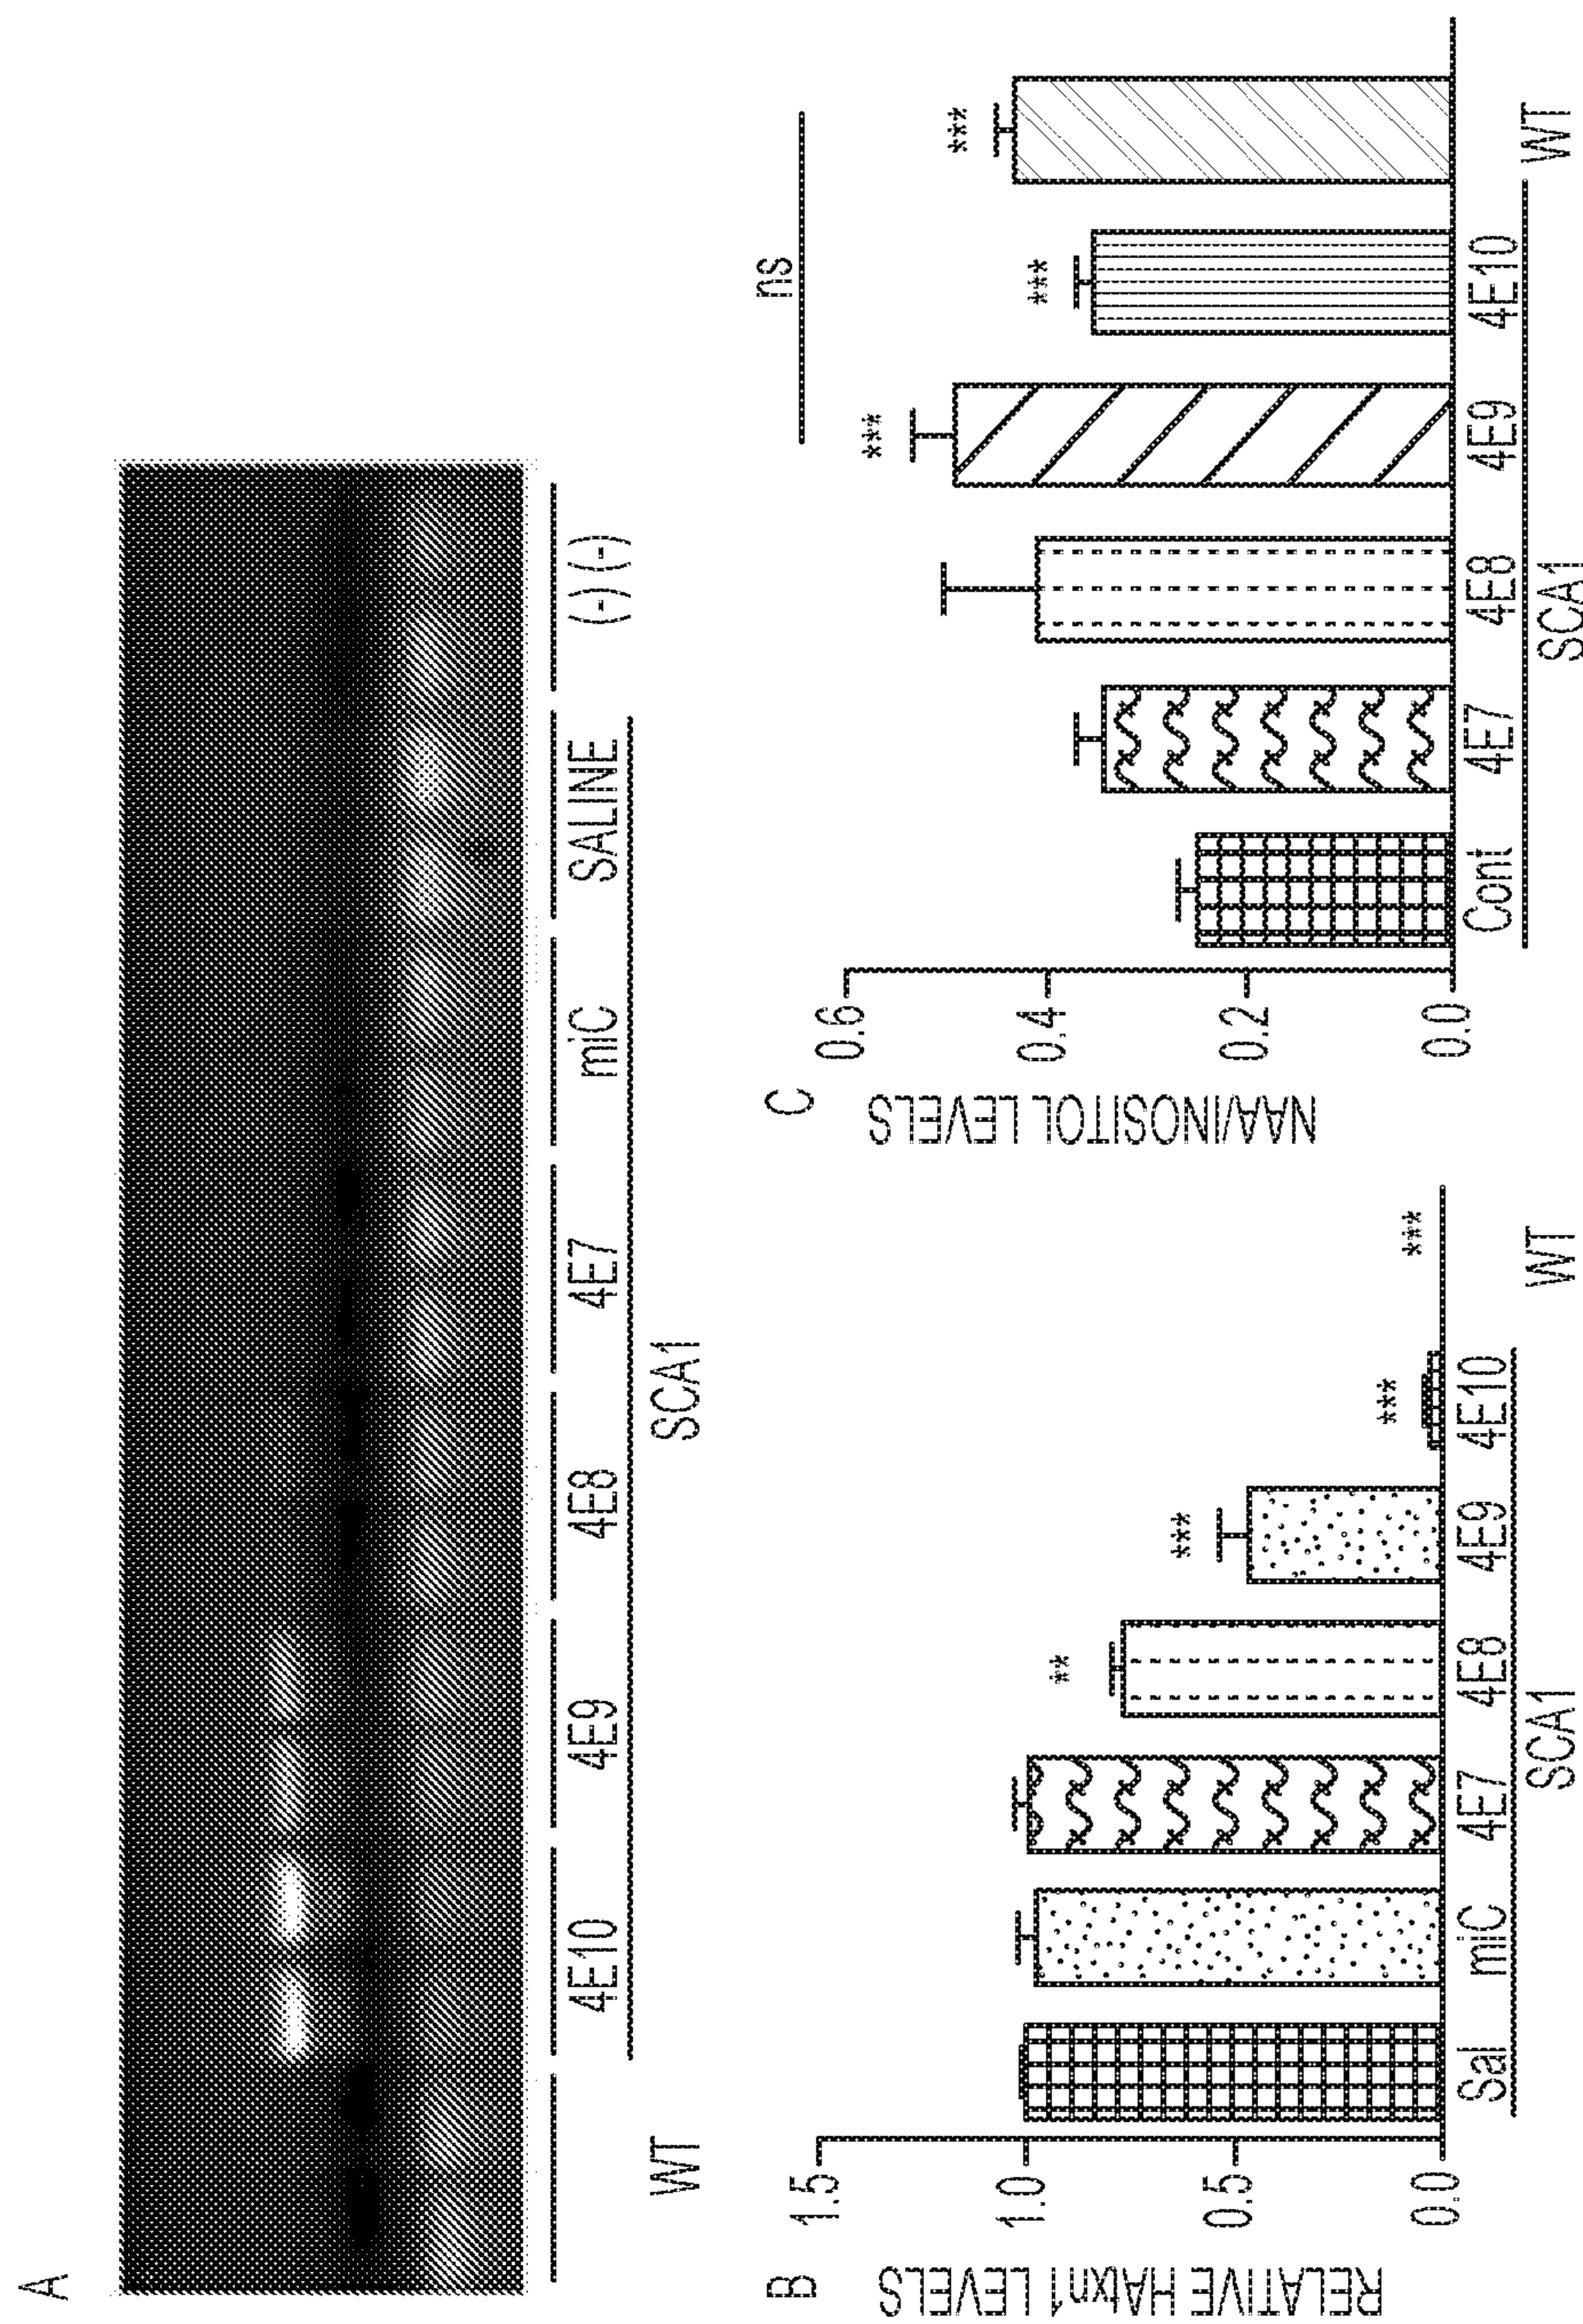 A
4E10 4E9 4E8 4E7 miC SALINE (-) (-)
WT SCA1
B
RELATIVE HAtxn1 LEVELS
1.5
1.0
0.5
0.0
** *** *** ***
Sal miC 4E7 4E8 4E9 4E10 WT
SCA1
C
NAA/INOSITOL LEVELS
0.6
0.4
0.2
0.0
ns
*** *** ***
Cont 4E7 4E8 4E9 4E10 WT
SCA1